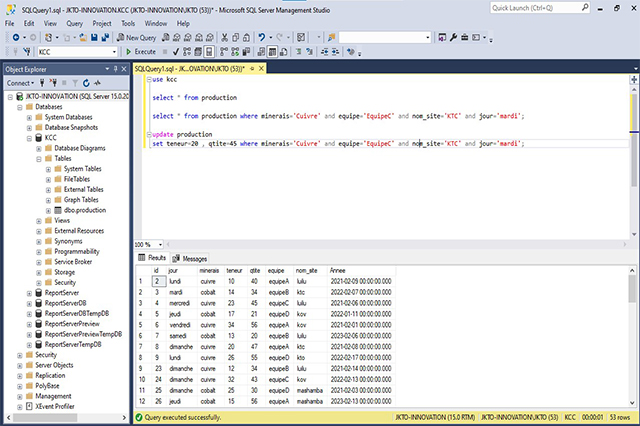 SQLQuery1.sql - JKTO-INNOVATION.KCC (JKTO-INNOVATION\JKTO (53))* - Microsoft SQL Server Management Studio
Quick Launch (Ctrl+Q)
File Edit View Query Project Tools Window Help
New Query
KCC Execute
Object Explorer
Connect
JKTO-INNOVATION (SQL Server 15.0.20
Databases
System Databases
Database Snapshots
KCC
Database Diagrams
Tables
System Tables
FileTables
External Tables
Graph Tables
dbo.production
Views
External Resources
Synonyms
Programmability
Service Broker
Storage
Security
ReportServer
ReportServerDB
ReportServerDBTempDB
ReportServerPreview
ReportServerPreviewTempDB
ReportServerTempDB
Security
Server Objects
Replication
PolyBase
Management
XEvent Profiler
SQLQuery1.sql - JK...OVATION\JKTO (53))*
use kcc
select * from production
select * from production where minerais='Cuivre' and equipe='EquipeC' and nom_site='KTC' and jour='mardi';
update production
set teneur=20 , qtite=45 where minerais='Cuivre' and equipe='EquipeC' and nom_site='KTC' and jour='mardi';
100 %
Results Messages
id jour minerais teneur qtite equipe nom_site Annee
1 2 lundi cuivre 10 40 equipeA lulu 2021-02-09 00:00:00.000
2 3 mardi cobalt 14 34 equipeB ktc 2022-02-07 00:00:00.000
3 4 mercredi cuivre 23 45 equipeC lulu 2021-02-06 00:00:00.000
4 5 jeudi cobalt 17 21 equipeD kov 2022-01-11 00:00:00.000
5 6 vendredi cuivre 34 56 equipeA kov 2022-02-01 00:00:00.000
6 7 samedi cuivre 13 20 equipeB lulu 2023-02-06 00:00:00.000
7 8 dimanche cuivre 20 47 equipeA ktc 2022-02-08 00:00:00.000
8 9 lundi cuivre 26 55 equipeD kto 2022-02-17 00:00:00.000
9 23 dimanche cuivre 12 34 equipeB lulu 2021-02-14 00:00:00.000
10 24 dimanche cuivre 32 43 equipeC kov 2022-02-13 00:00:00.000
11 25 dimanche cobalt 25 30 equipeD mashamba 2021-02-03 00:00:00.000
12 26 jeudi cobalt 15 56 equipeA mashamba 2022-02-03 00:00:00.000
Query executed successfully.
JKTO-INNOVATION (15.0 RTM) JKTO-INNOVATION\JKTO (53) KCC 00:00:01 53 rows